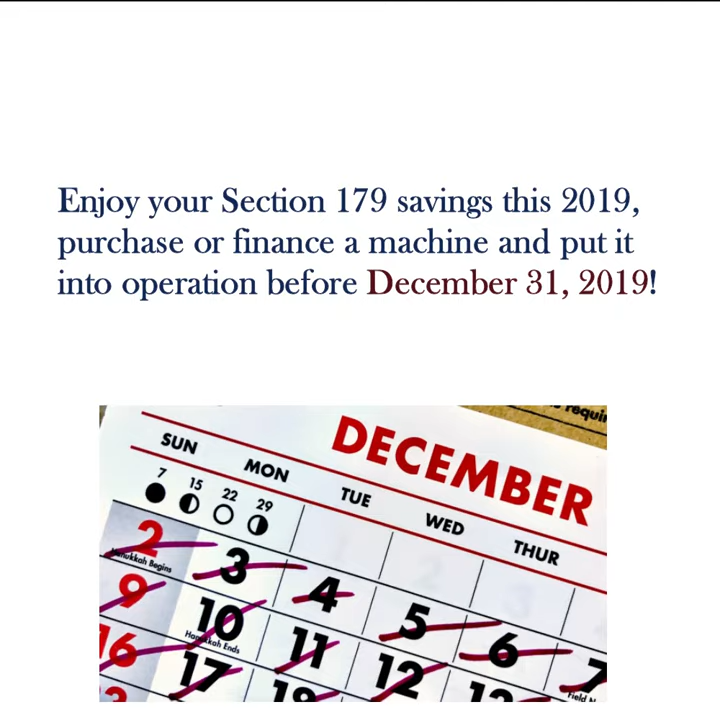 Enjoy your Section 179 savings this 2019,
purchase or finance a machine and put it
into operation before December 31, 2019!
requi
DECEMBER
SUN MON TUE WED THUR
7 15 22 29
2 3 4 5 6 7
Hanukkah Begins
9 10 11 12
Hanukkah Ends
16 17